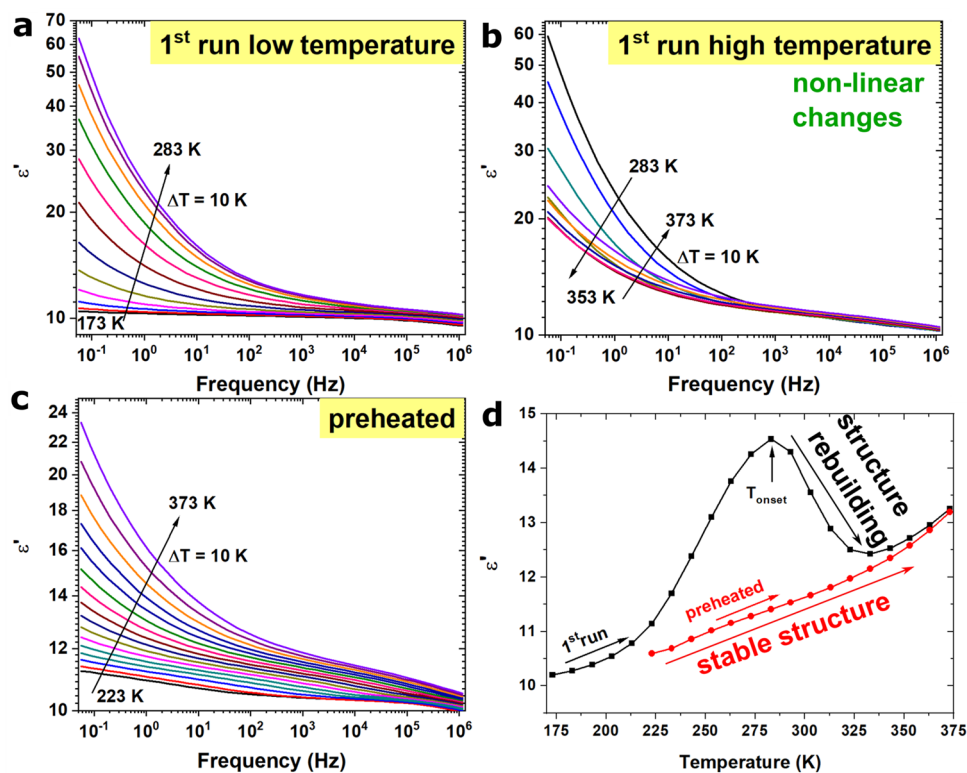 a
1st run low temperature
70
60
50
40
30
20
10
ε'
283 K
ΔT = 10 K
173 K
10-1
100
101
102
103
104
105
106
Frequency (Hz)
b
1st run high temperature
non-linear
changes
60
50
40
30
20
10
ε'
283 K
373 K
ΔT = 10 K
353 K
10-1
100
101
102
103
104
105
106
Frequency (Hz)
c
preheated
24
22
20
18
16
14
12
10
ε'
373 K
ΔT = 10 K
223 K
10-1
100
101
102
103
104
105
106
Frequency (Hz)
d
15
14
13
12
11
10
ε'
structure
rebuilding
Tonset
preheated
1st run
stable structure
175
200
225
250
275
300
325
350
375
Temperature (K)